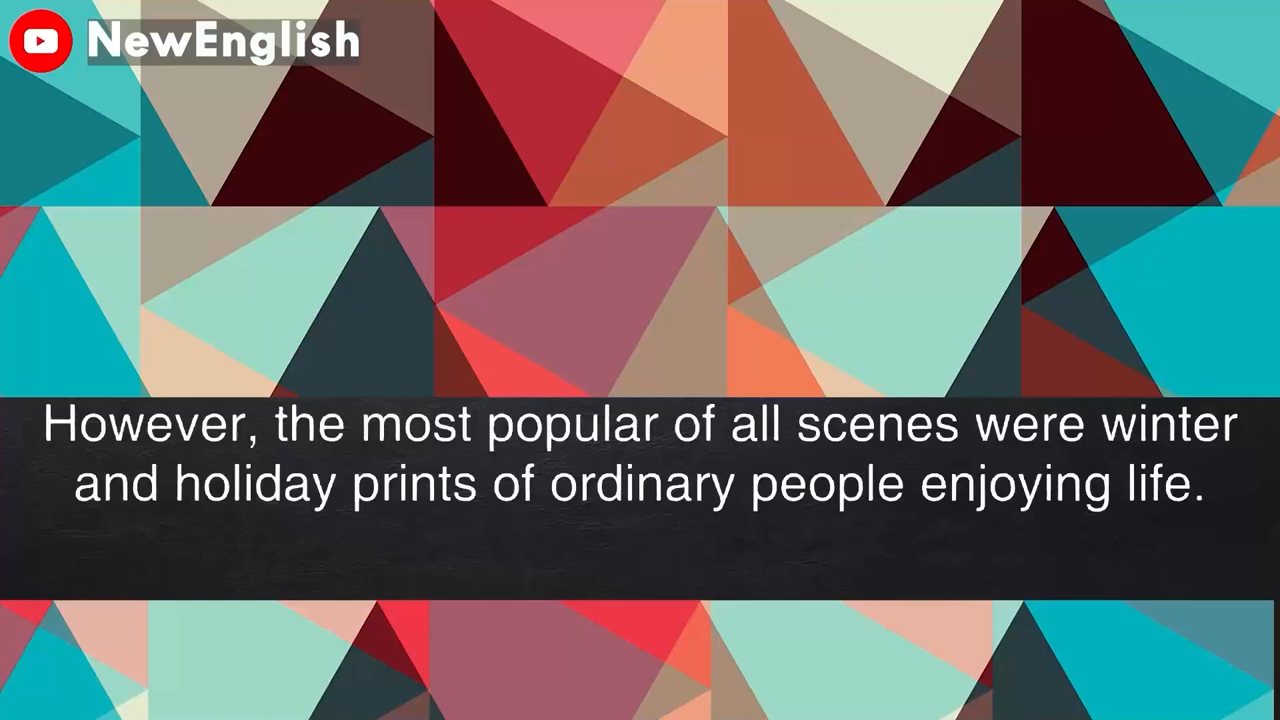 NewEnglish
However, the most popular of all scenes were winter
and holiday prints of ordinary people enjoying life.